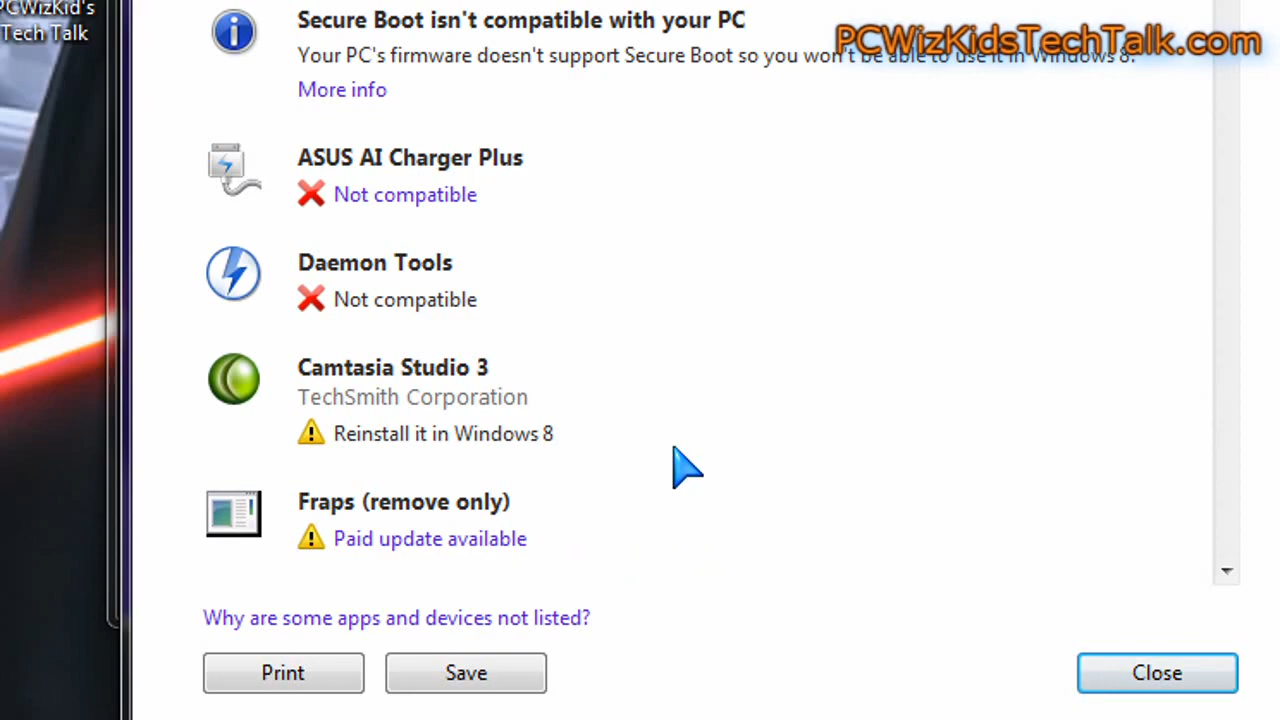 PCWizKid's
Tech Talk
Secure Boot isn't compatible with your PC
PCWizKidsTechTalk.com
Your PC's firmware doesn't support Secure Boot so you won't be able to use it in Windows 8.
More info
ASUS AI Charger Plus
Not compatible
Daemon Tools
Not compatible
Camtasia Studio 3
TechSmith Corporation
Reinstall it in Windows 8
Fraps (remove only)
Paid update available
Why are some apps and devices not listed?
Print
Save
Close